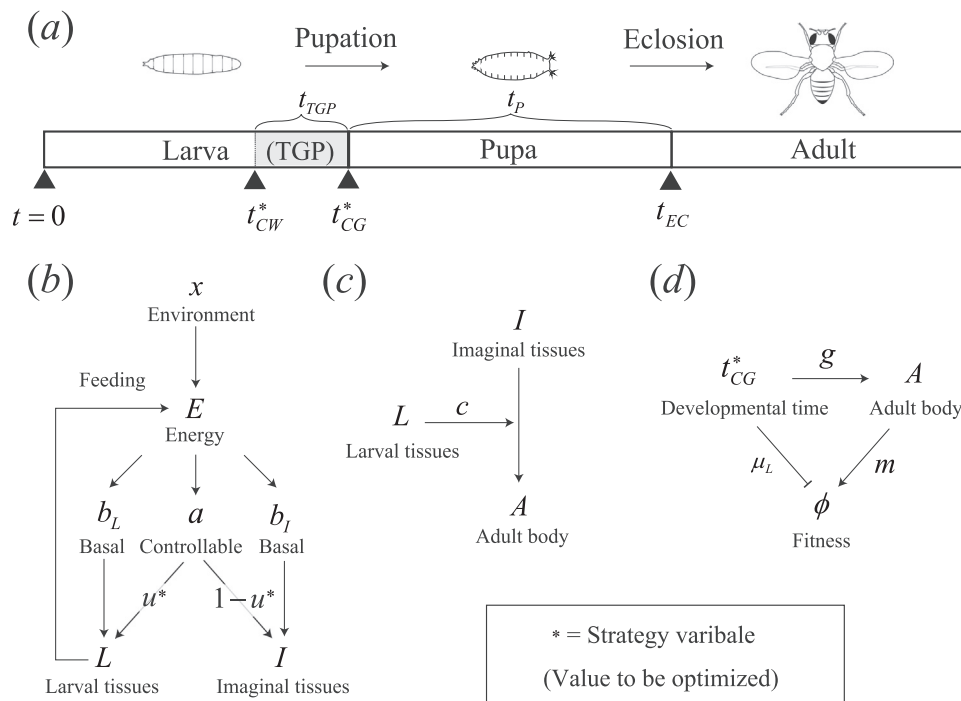 (a)
Pupation
Eclosion
t_TGP
t_P
Larva (TGP) Pupa Adult
t = 0
t*_CW
t*_CG
t_EC
(b)
x
Environment
Feeding
E
Energy
b_L a b_I
Basal Controllable Basal
u* 1 − u*
L I
Larval tissues Imaginal tissues
(c)
I
Imaginal tissues
L c
Larval tissues
A
Adult body
(d)
t*_CG g A
Developmental time Adult body
μ_L m
ϕ
Fitness
* = Strategy varibale
(Value to be optimized)